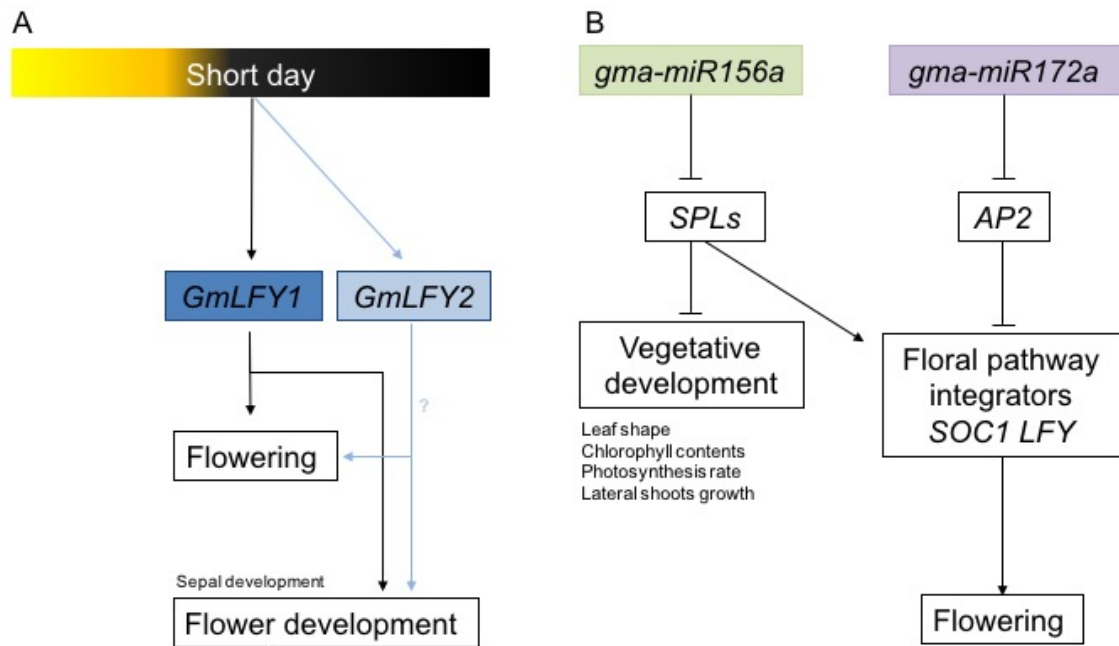 A
Short day
GmLFY1
GmLFY2
?
Flowering
Sepal development
Flower development
B
gma-miR156a
gma-miR172a
SPLs
AP2
Vegetative
development
Leaf shape
Chlorophyll contents
Photosynthesis rate
Lateral shoots growth
Floral pathway
integrators
SOC1 LFY
Flowering